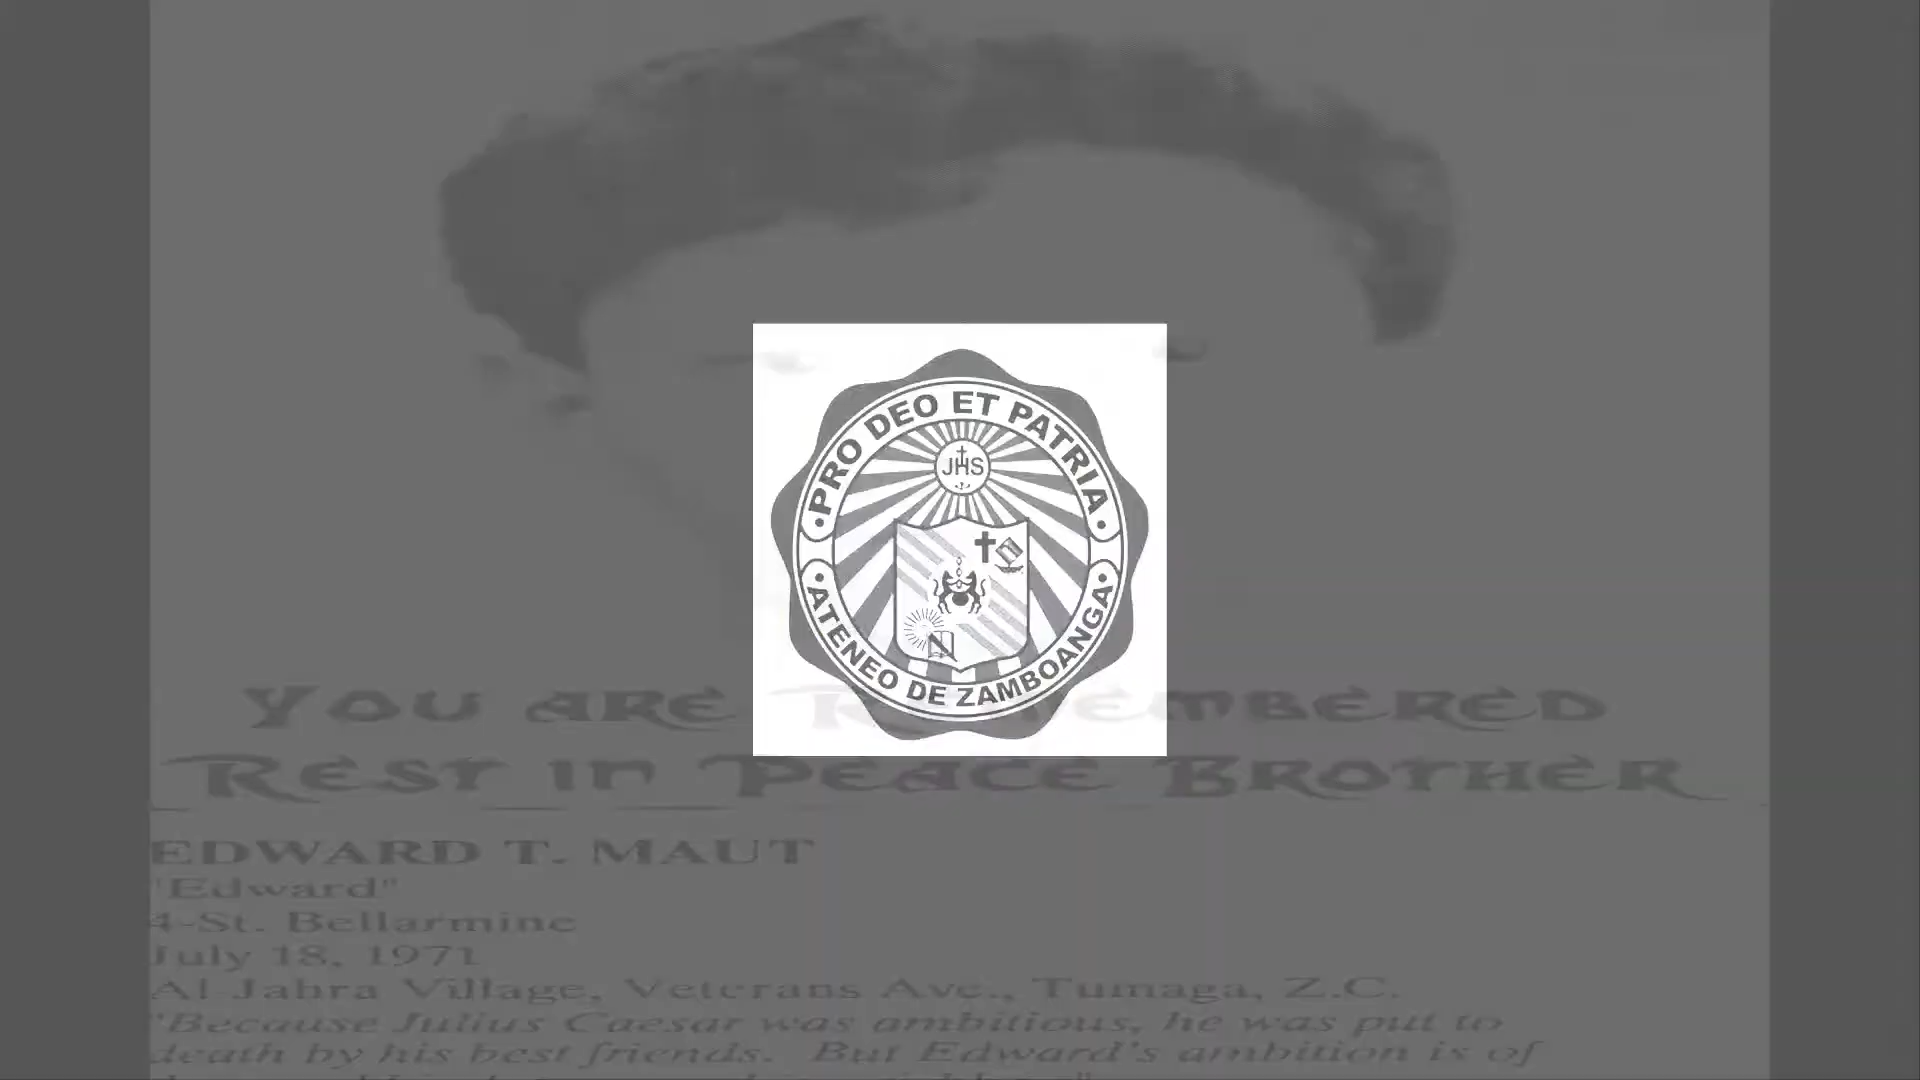 PRO DEO ET PATRIA
JHS
ATENEO DE ZAMBOANGA
YOU ARE REMEMBERED
REST IN PEACE BROTHER
EDWARD T. MAUT
"Edward"
4-St. Bellarmine
July 18, 1971
Al-Jahra Village, Veterans Ave., Tumaga, Z.C.
"Because Julius Caesar was ambitious, he was put to
death by his best friends. But Edward's ambition is of